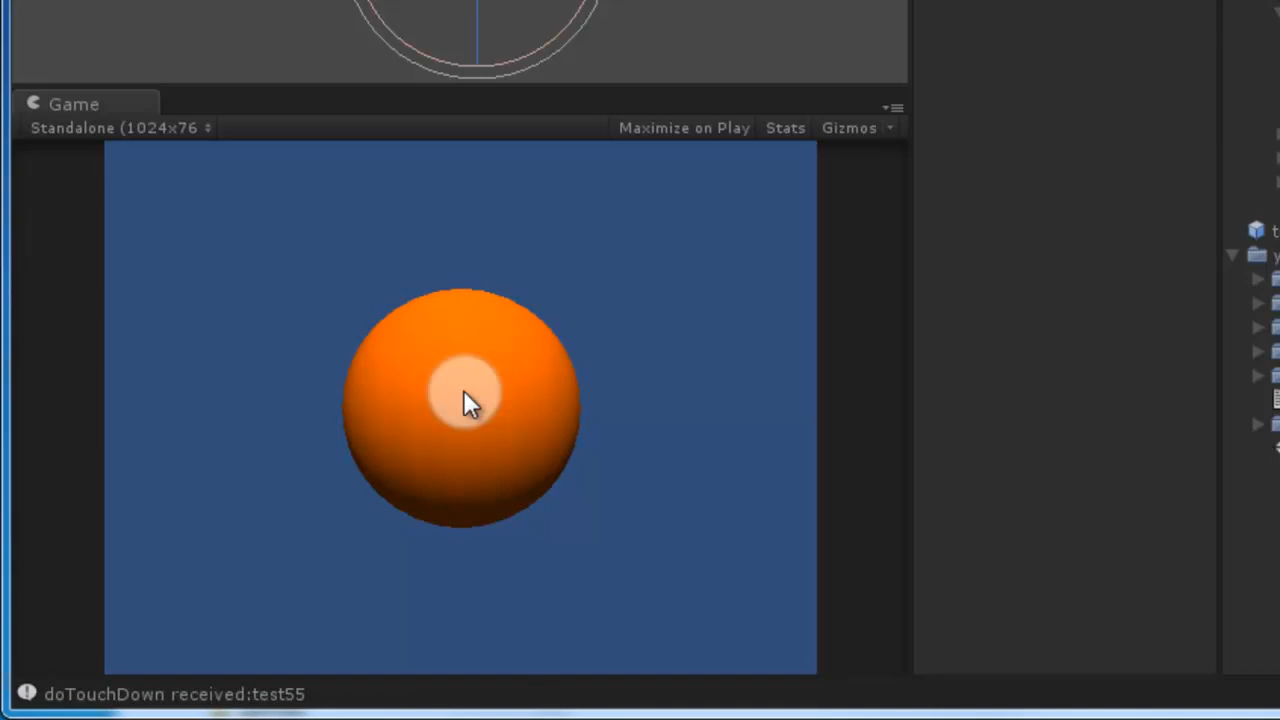 Game
Standalone (1024x76
Maximize on Play Stats Gizmos
t
y
doTouchDown received:test55